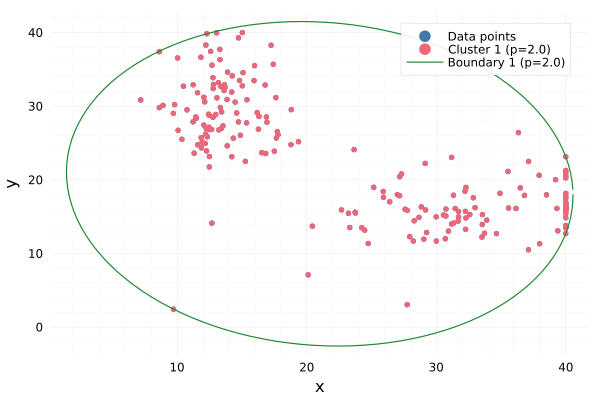 Data points
Cluster 1 (p=2.0)
Boundary 1 (p=2.0)
40
30
20
10
0
y
10 20 30 40
x